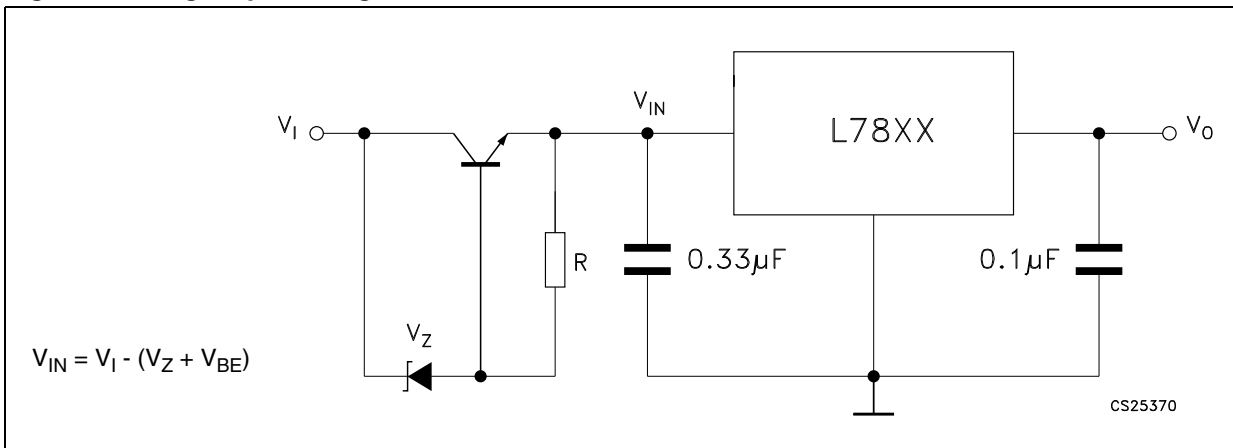 V_IN
L78XX
V_I
V_O
R
0.33µF
0.1µF
V_Z
V_IN = V_I - (V_Z + V_BE)
CS25370